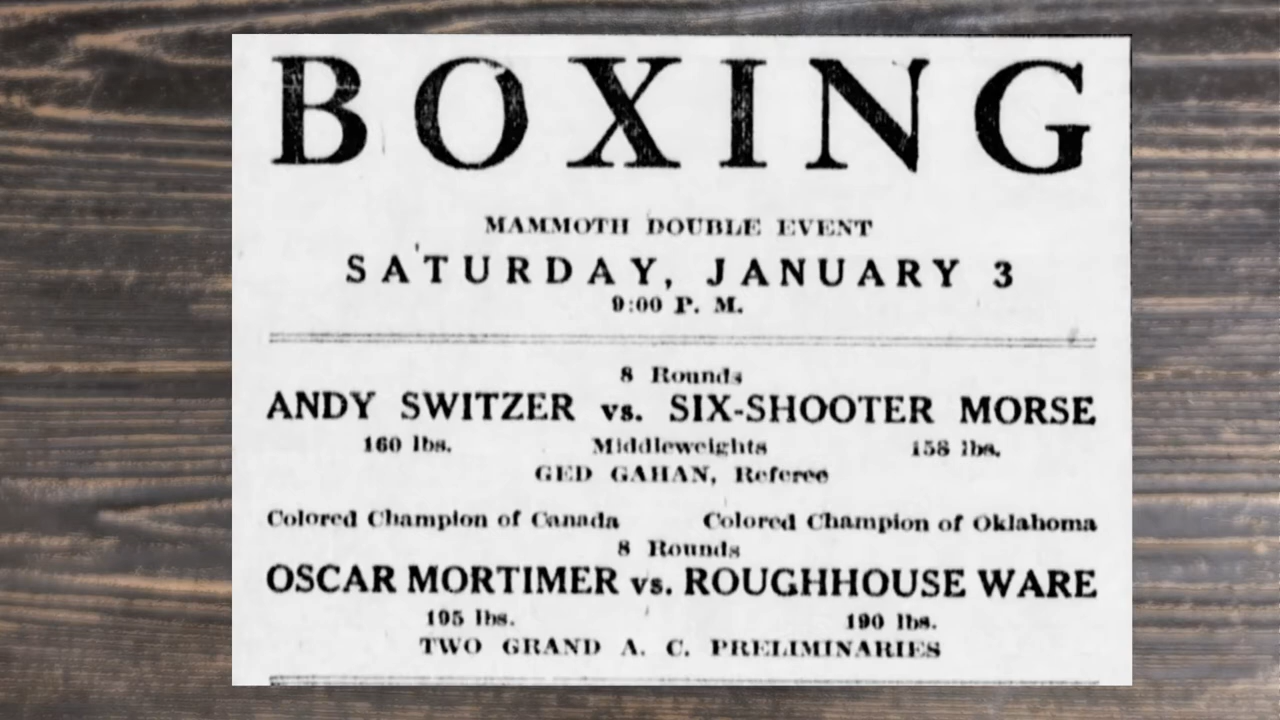 BOXING
MAMMOTH DOUBLE EVENT
SATURDAY, JANUARY 3
9:00 P. M.
8 Rounds
ANDY SWITZER vs. SIX-SHOOTER MORSE
160 lbs. Middleweights 158 lbs.
GED GAHAN, Referee
Colored Champion of Canada Colored Champion of Oklahoma
8 Rounds
OSCAR MORTIMER vs. ROUGHHOUSE WARE
195 lbs. 190 lbs.
TWO GRAND A. C. PRELIMINARIES